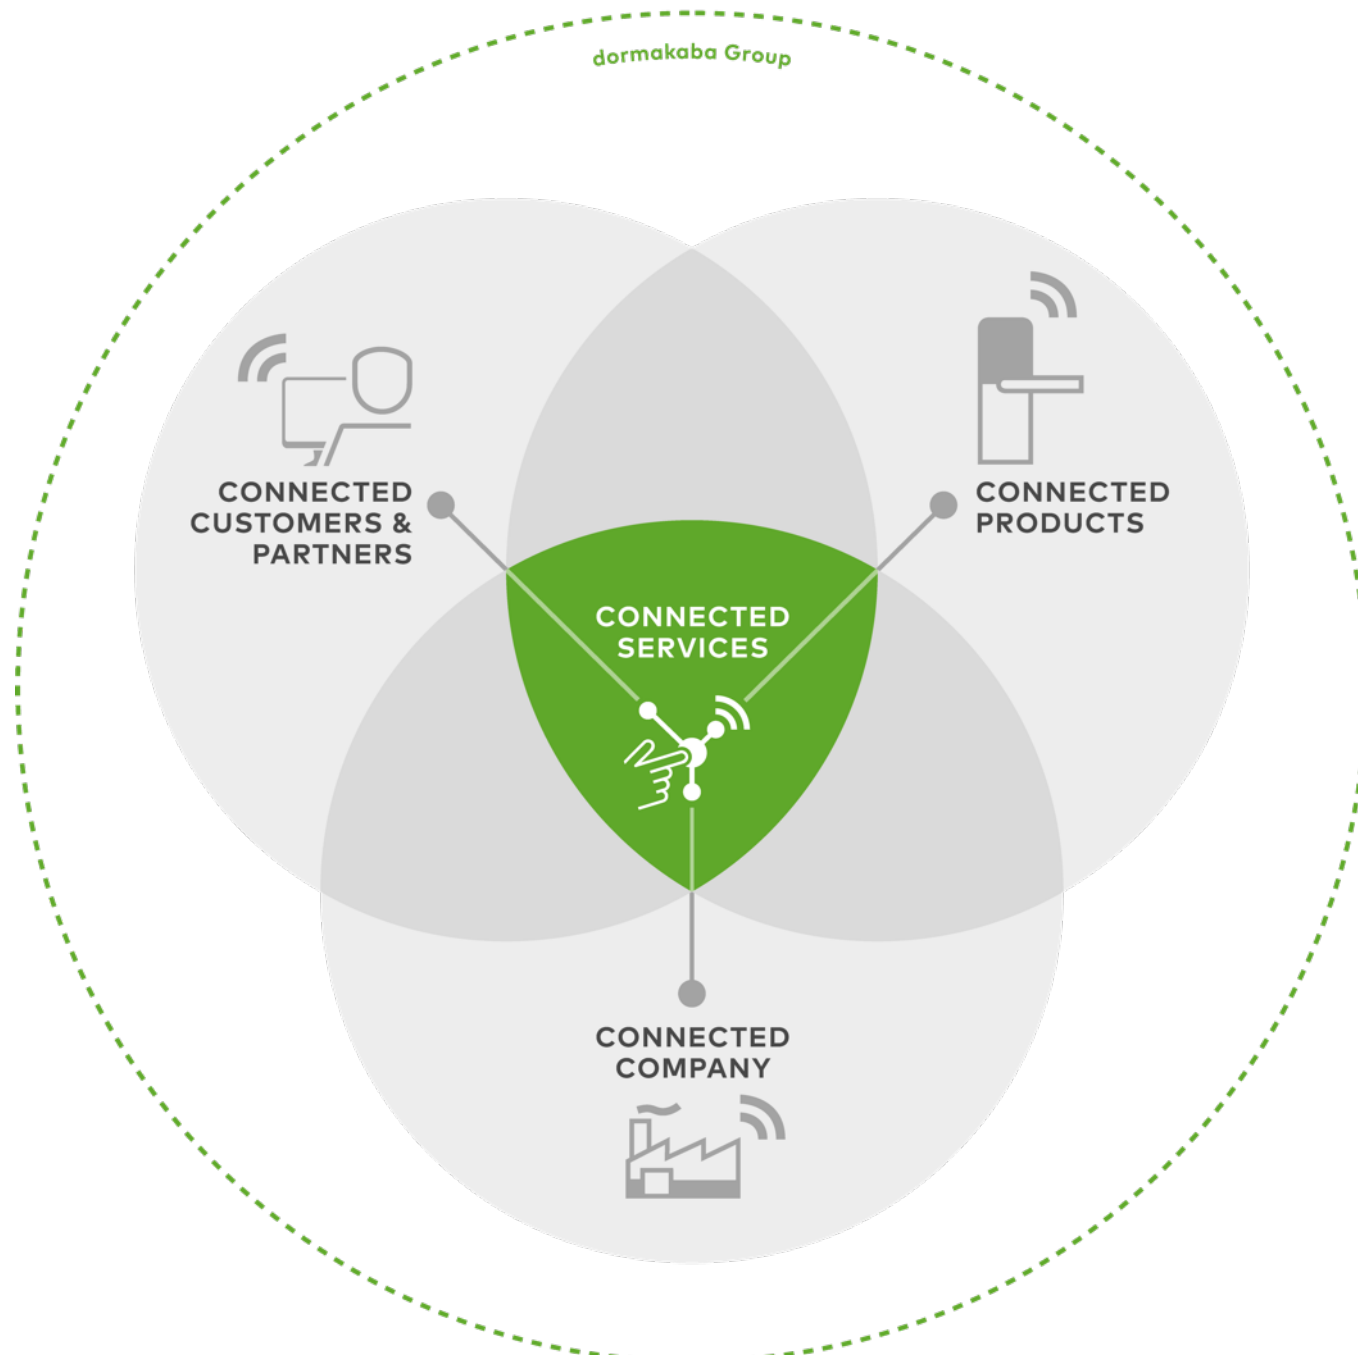 dormakaba Group
CONNECTED
CUSTOMERS &
PARTNERS
CONNECTED
PRODUCTS
CONNECTED
SERVICES
CONNECTED
COMPANY